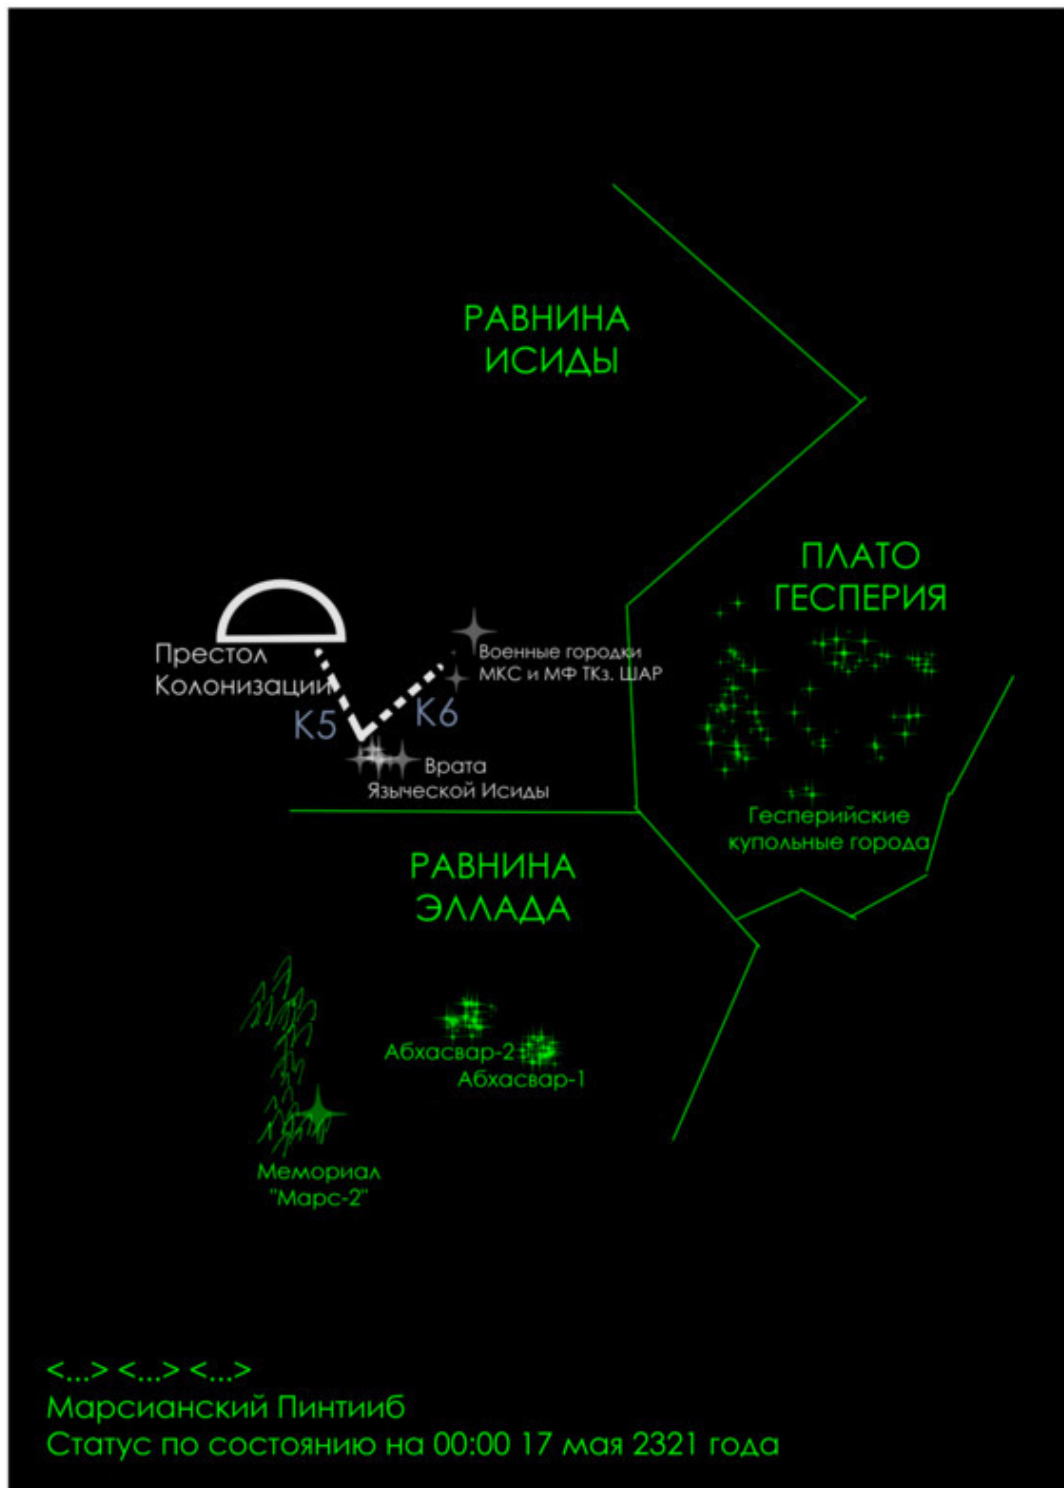 РАВНИНА
ИСИДЫ
ПЛАТО
ГЕСПЕРИЯ
Престол
Колонизации
Военные городки
МКС и МФ ТКз. ШАР
К5
К6
Врата
Языческой Исиды
Гесперийские
купольные города
РАВНИНА
ЭЛЛАДА
Абхасвар-2
Абхасвар-1
Мемориал
"Марс-2"
<...> <...> <...>
Марсианский Пинтииб
Статус по состоянию на 00:00 17 мая 2321 года